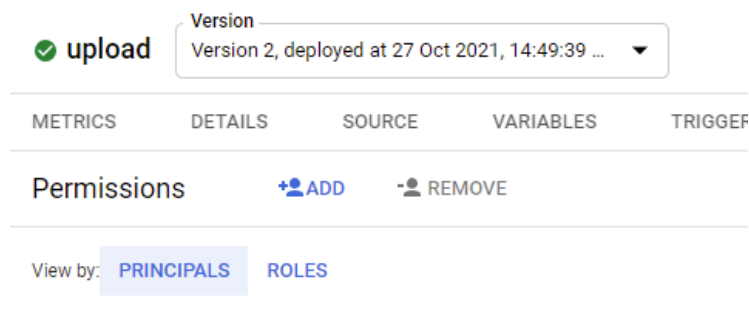 upload
Version
Version 2, deployed at 27 Oct 2021, 14:49:39 ...
METRICS DETAILS SOURCE VARIABLES TRIGGER
Permissions ADD REMOVE
View by: PRINCIPALS ROLES